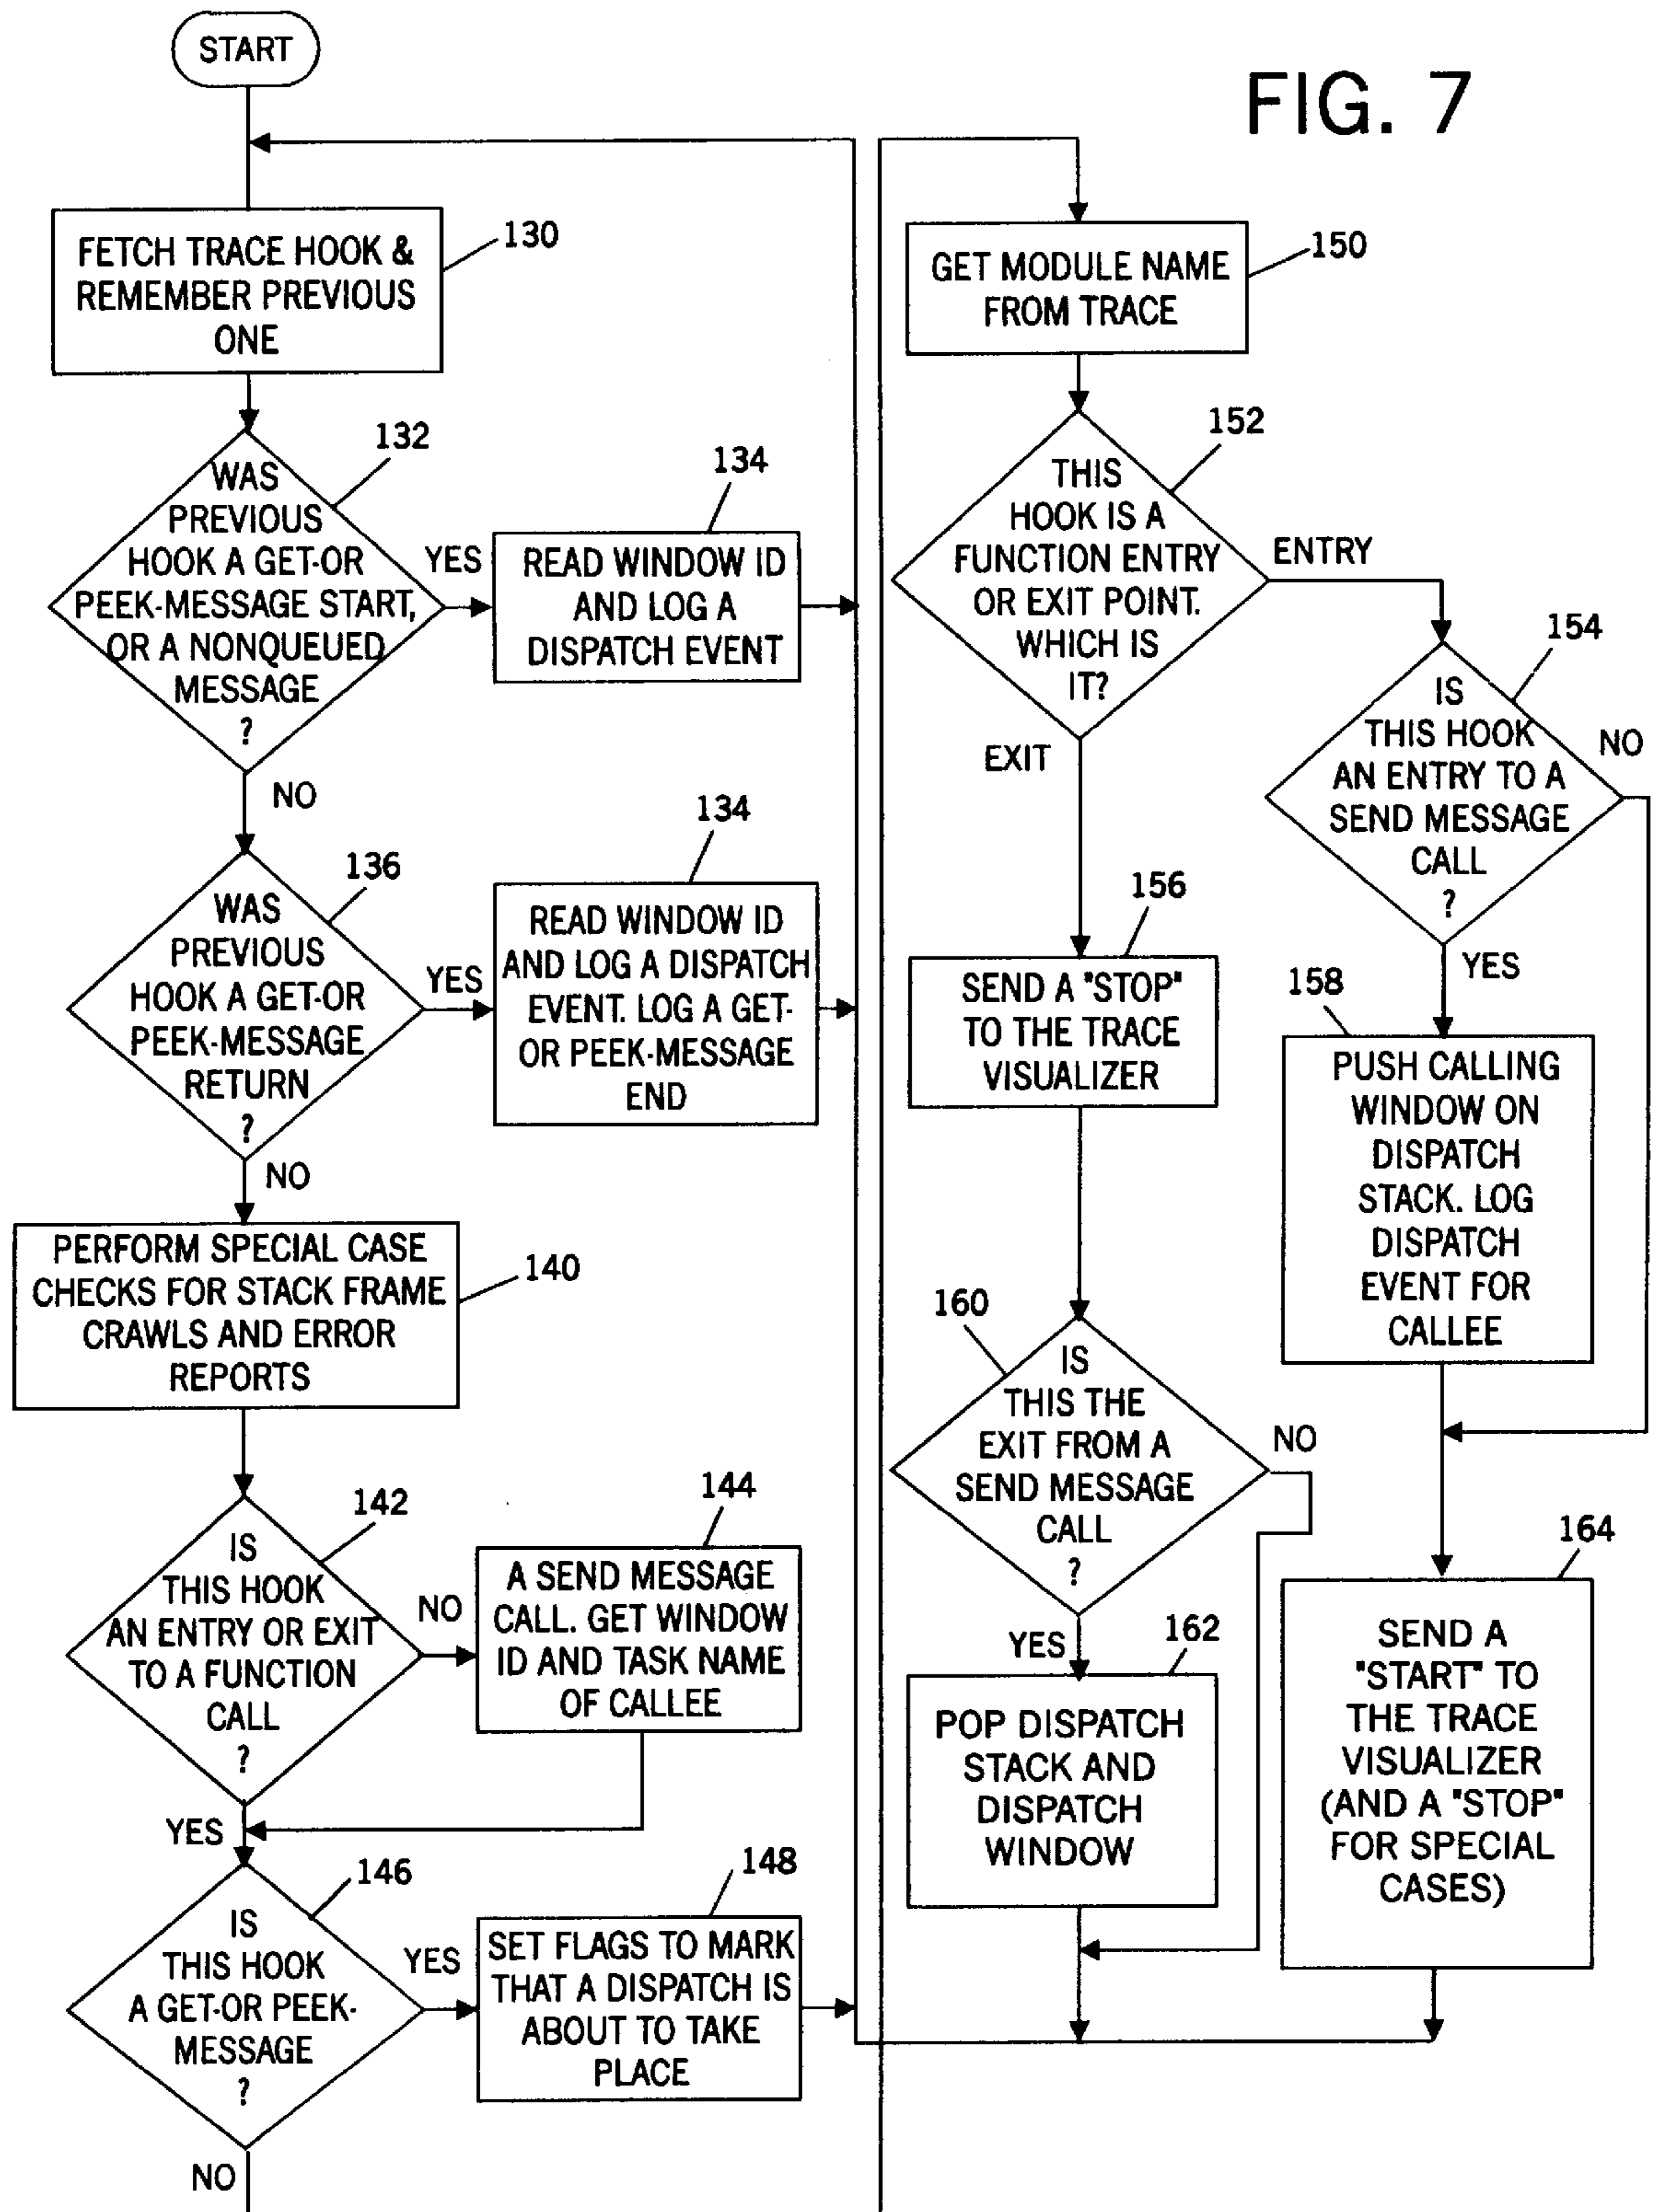 START
FIG. 7
FETCH TRACE HOOK &
REMEMBER PREVIOUS
ONE
130
WAS
PREVIOUS
HOOK A GET-OR
PEEK-MESSAGE START,
OR A NONQUEUED
MESSAGE
?
132
YES
NO
134
READ WINDOW ID
AND LOG A
DISPATCH EVENT
136
WAS
PREVIOUS
HOOK A GET-OR
PEEK-MESSAGE
RETURN
?
YES
NO
134
READ WINDOW ID
AND LOG A DISPATCH
EVENT. LOG A GET-
OR PEEK-MESSAGE
END
PERFORM SPECIAL CASE
CHECKS FOR STACK FRAME
CRAWLS AND ERROR
REPORTS
140
142
IS
THIS HOOK
AN ENTRY OR EXIT
TO A FUNCTION
CALL
?
NO
YES
144
A SEND MESSAGE
CALL. GET WINDOW
ID AND TASK NAME
OF CALLEE
146
IS
THIS HOOK
A GET-OR PEEK-
MESSAGE
?
YES
NO
148
SET FLAGS TO MARK
THAT A DISPATCH IS
ABOUT TO TAKE
PLACE
GET MODULE NAME
FROM TRACE
150
152
THIS
HOOK IS A
FUNCTION ENTRY
OR EXIT POINT.
WHICH IS
IT?
ENTRY
EXIT
154
IS
THIS HOOK
AN ENTRY TO A
SEND MESSAGE
CALL
?
NO
YES
156
SEND A "STOP"
TO THE TRACE
VISUALIZER
158
PUSH CALLING
WINDOW ON
DISPATCH
STACK. LOG
DISPATCH
EVENT FOR
CALLEE
160
IS
THIS THE
EXIT FROM A
SEND MESSAGE
CALL
?
NO
YES
162
POP DISPATCH
STACK AND
DISPATCH
WINDOW
164
SEND A
"START" TO
THE TRACE
VISUALIZER
(AND A "STOP"
FOR SPECIAL
CASES)